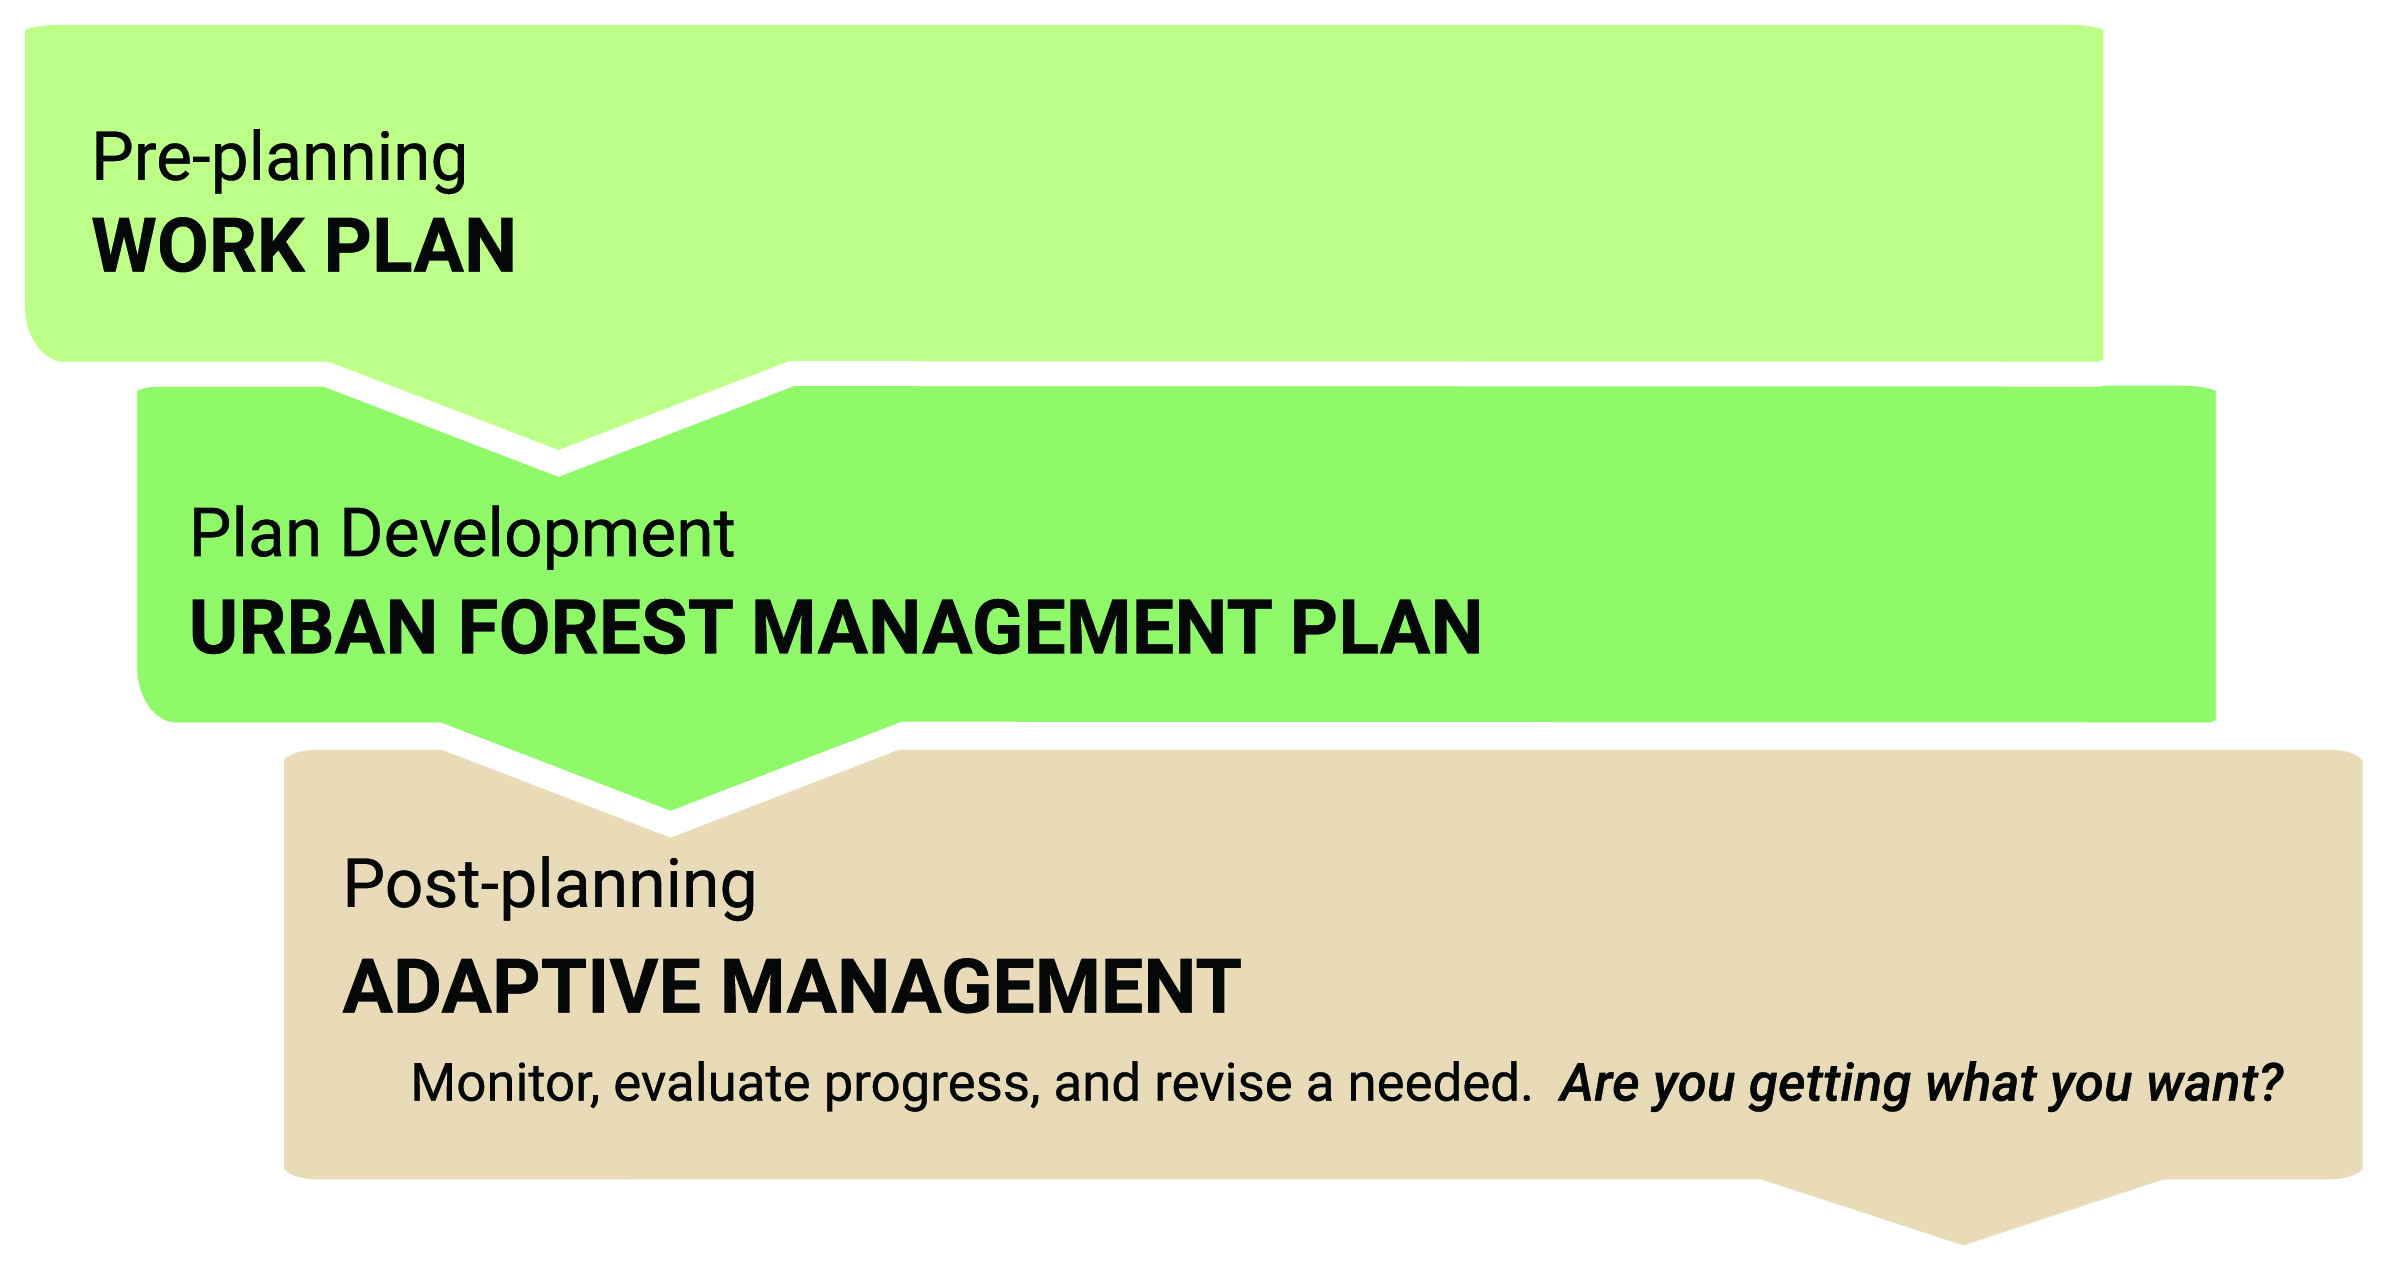 Pre-planning
WORK PLAN
Plan Development
URBAN FOREST MANAGEMENT PLAN
Post-planning
ADAPTIVE MANAGEMENT
Monitor, evaluate progress, and revise a needed. Are you getting what you want?